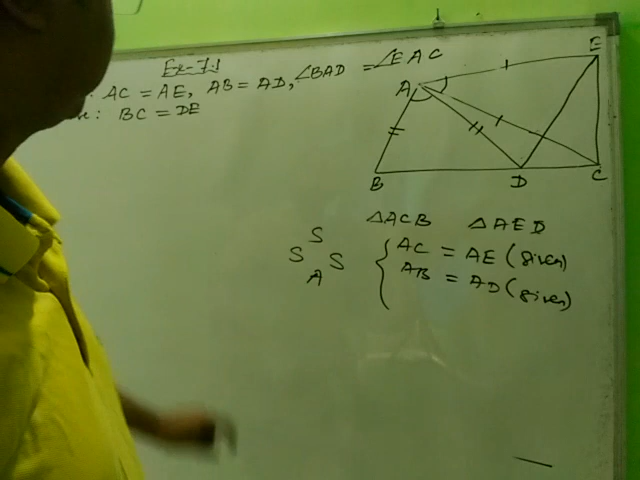 Ex-7.1
: AC = AE, AB = AD, ∠BAD = ∠EAC
: BC = DE
E
A
B
D
C
△ACB △AED
S
S S
A
AC = AE (given)
AB = AD (given)